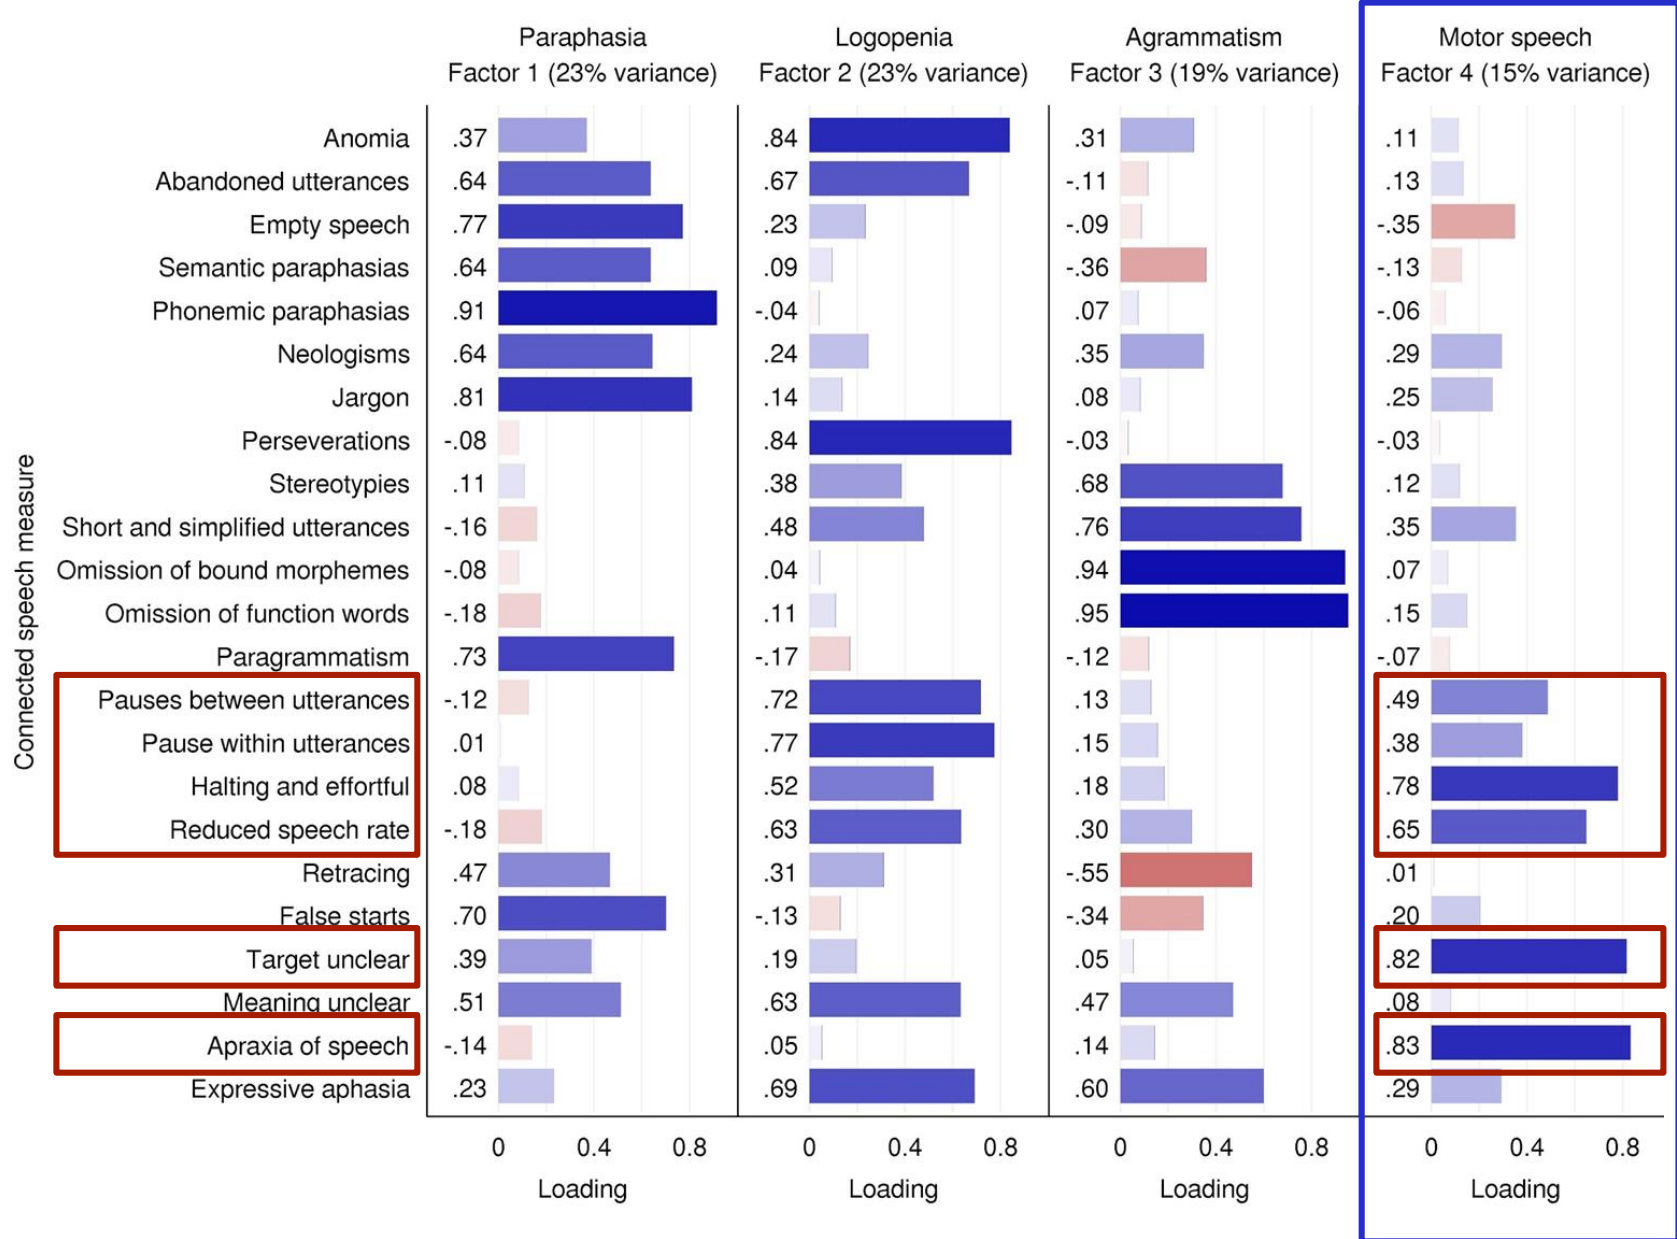 Paraphasia Logopenia Agrammatism Motor speech
Factor 1 (23% variance) Factor 2 (23% variance) Factor 3 (19% variance) Factor 4 (15% variance)
Connected speech measure
Anomia .37 .84 .31 .11
Abandoned utterances .64 .67 -.11 .13
Empty speech .77 .23 -.09 -.35
Semantic paraphasias .64 .09 -.36 -.13
Phonemic paraphasias .91 -.04 .07 -.06
Neologisms .64 .24 .35 .29
Jargon .81 .14 .08 .25
Perseverations -.08 .84 -.03 -.03
Stereotypies .11 .38 .68 .12
Short and simplified utterances -.16 .48 .76 .35
Omission of bound morphemes -.08 .04 .94 .07
Omission of function words -.18 .11 .95 .15
Paragrammatism .73 -.17 -.12 -.07
Pauses between utterances -.12 .72 .13 .49
Pause within utterances .01 .77 .15 .38
Halting and effortful .08 .52 .18 .78
Reduced speech rate -.18 .63 .30 .65
Retracing .47 .31 -.55 .01
False starts .70 -.13 -.34 .20
Target unclear .39 .19 .05 .82
Meaning unclear .51 .63 .47 .08
Apraxia of speech -.14 .05 .14 .83
Expressive aphasia .23 .69 .60 .29
0 0.4 0.8 0 0.4 0.8 0 0.4 0.8 0 0.4 0.8
Loading Loading Loading Loading